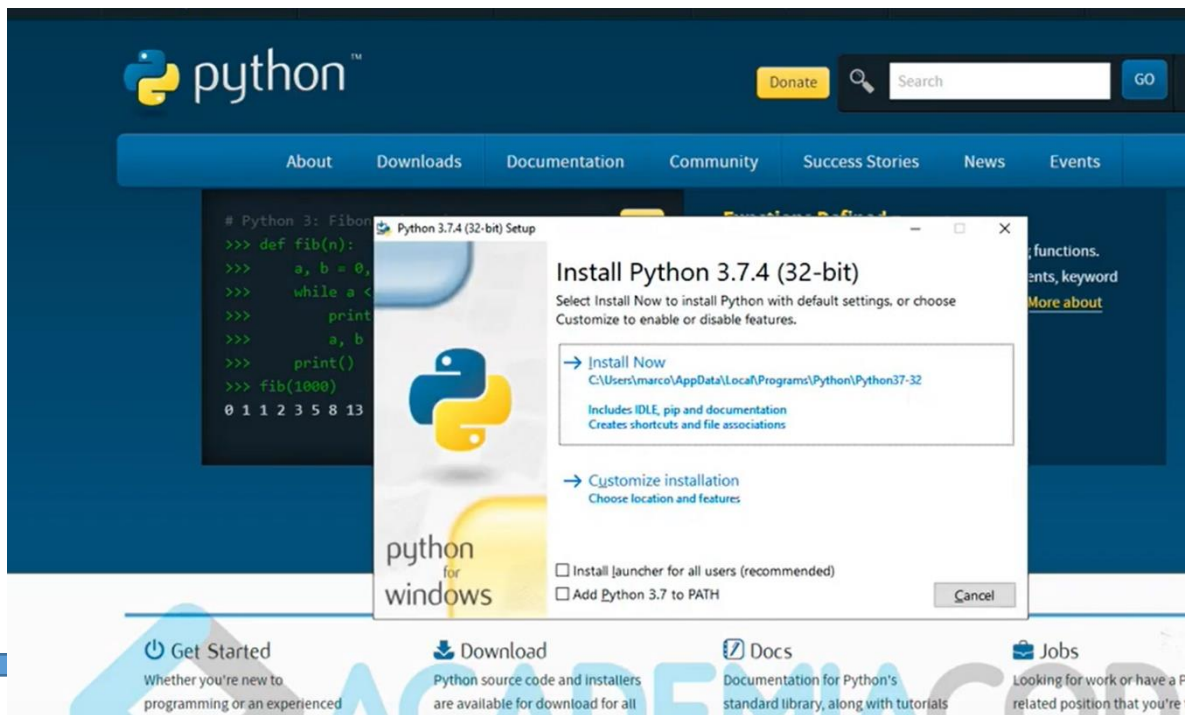 python™
Donate
Search
GO
About Downloads Documentation Community Success Stories News Events
# Python 3: Fibon
>>> def fib(n):
>>> a, b = 0,
>>> while a <
>>> print
>>> a, b
>>> print()
>>> fib(1000)
0 1 1 2 3 5 8 13
functions.
ents, keyword
More about
Python 3.7.4 (32-bit) Setup
Install Python 3.7.4 (32-bit)
Select Install Now to install Python with default settings, or choose
Customize to enable or disable features.
Install Now
C:\Users\marco\AppData\Local\Programs\Python\Python37-32
Includes IDLE, pip and documentation
Creates shortcuts and file associations
Customize installation
Choose location and features
Install launcher for all users (recommended)
Add Python 3.7 to PATH
Cancel
python
for
windows
Get Started
Whether you're new to
programming or an experienced
Download
Python source code and installers
are available for download for all
Docs
Documentation for Python's
standard library, along with tutorials
Jobs
Looking for work or have a P
related position that you're
ACADEMIACOD